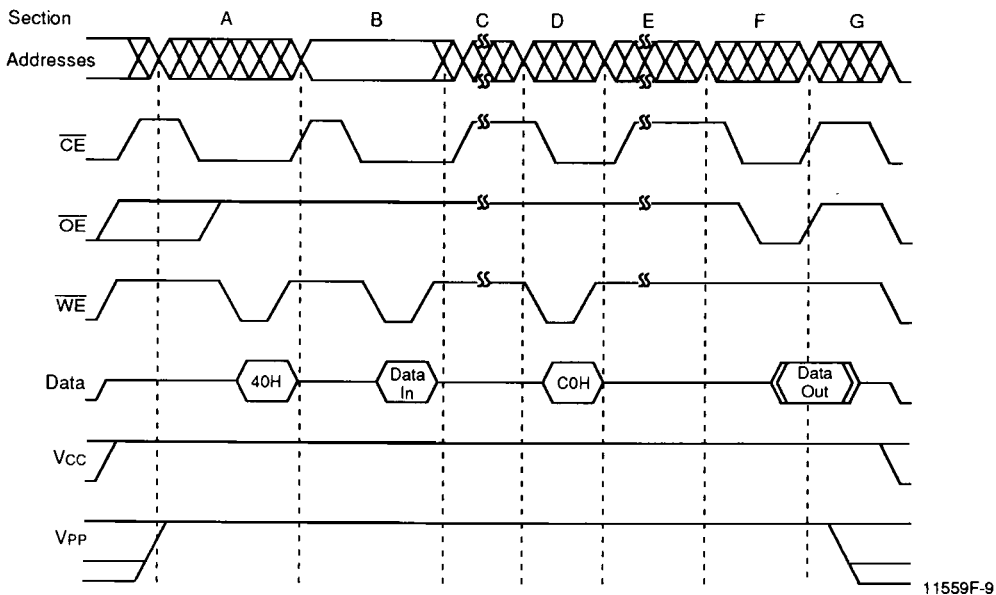 Section A B C D E F G
Addresses
CE
OE
WE
Data 40H Data In C0H Data Out
VCC
VPP
11559F-9